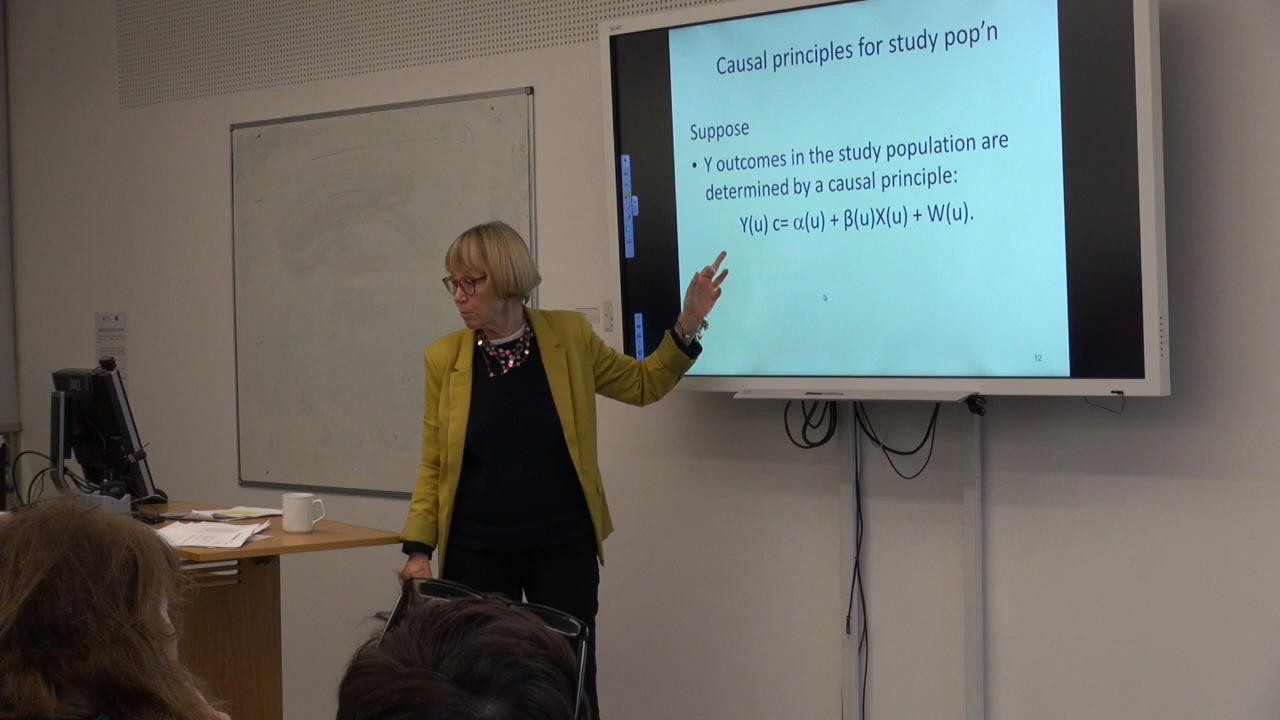 Causal principles for study pop'n
Suppose
• Y outcomes in the study population are
determined by a causal principle:
Y(u) c= α(u) + β(u)X(u) + W(u).
12